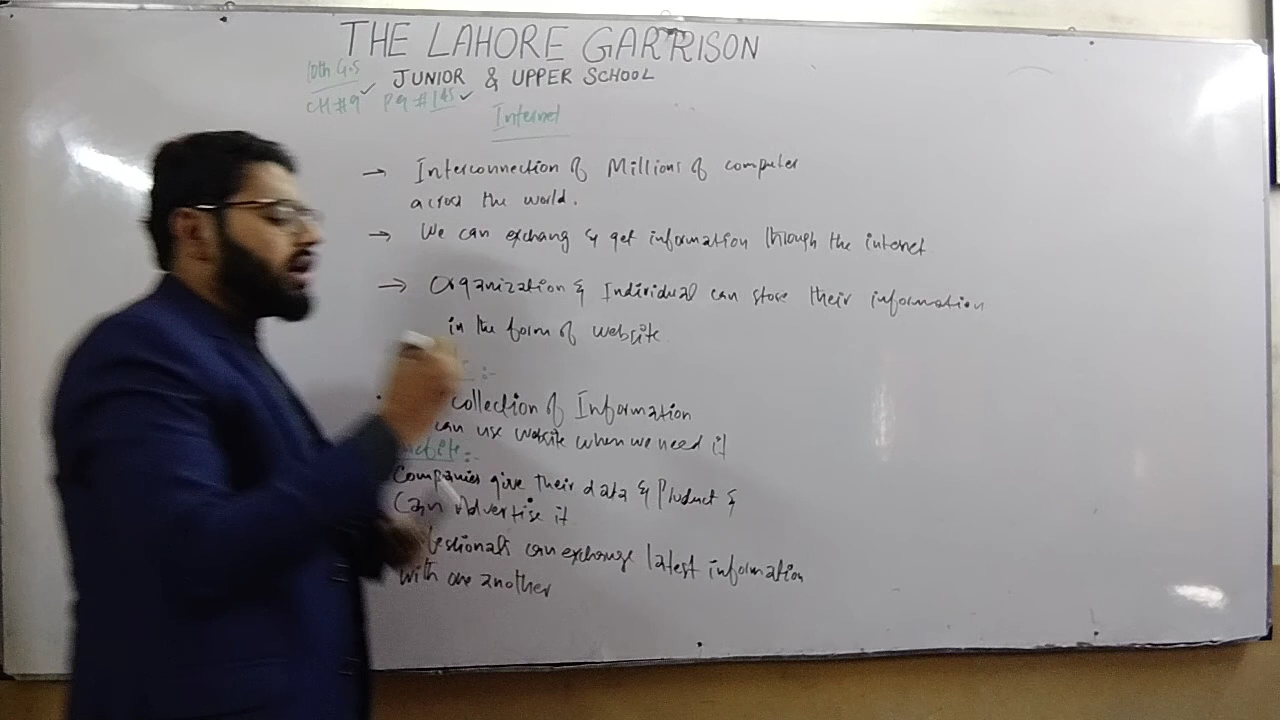 THE LAHORE GARRISON
JUNIOR & UPPER SCHOOL
10th G.S
CH # 9 ✓ Pg # 145 ✓
Internet
→ Interconnection of Millions of computer
across the world.
→ We can exchang & get information through the internet
→ Organization & Individual can store their information
in the form of website
:-
collection of Information
can use website when we need it
:-
Companies give their data & Product &
Can Advertise it
can exchange latest information
with one another